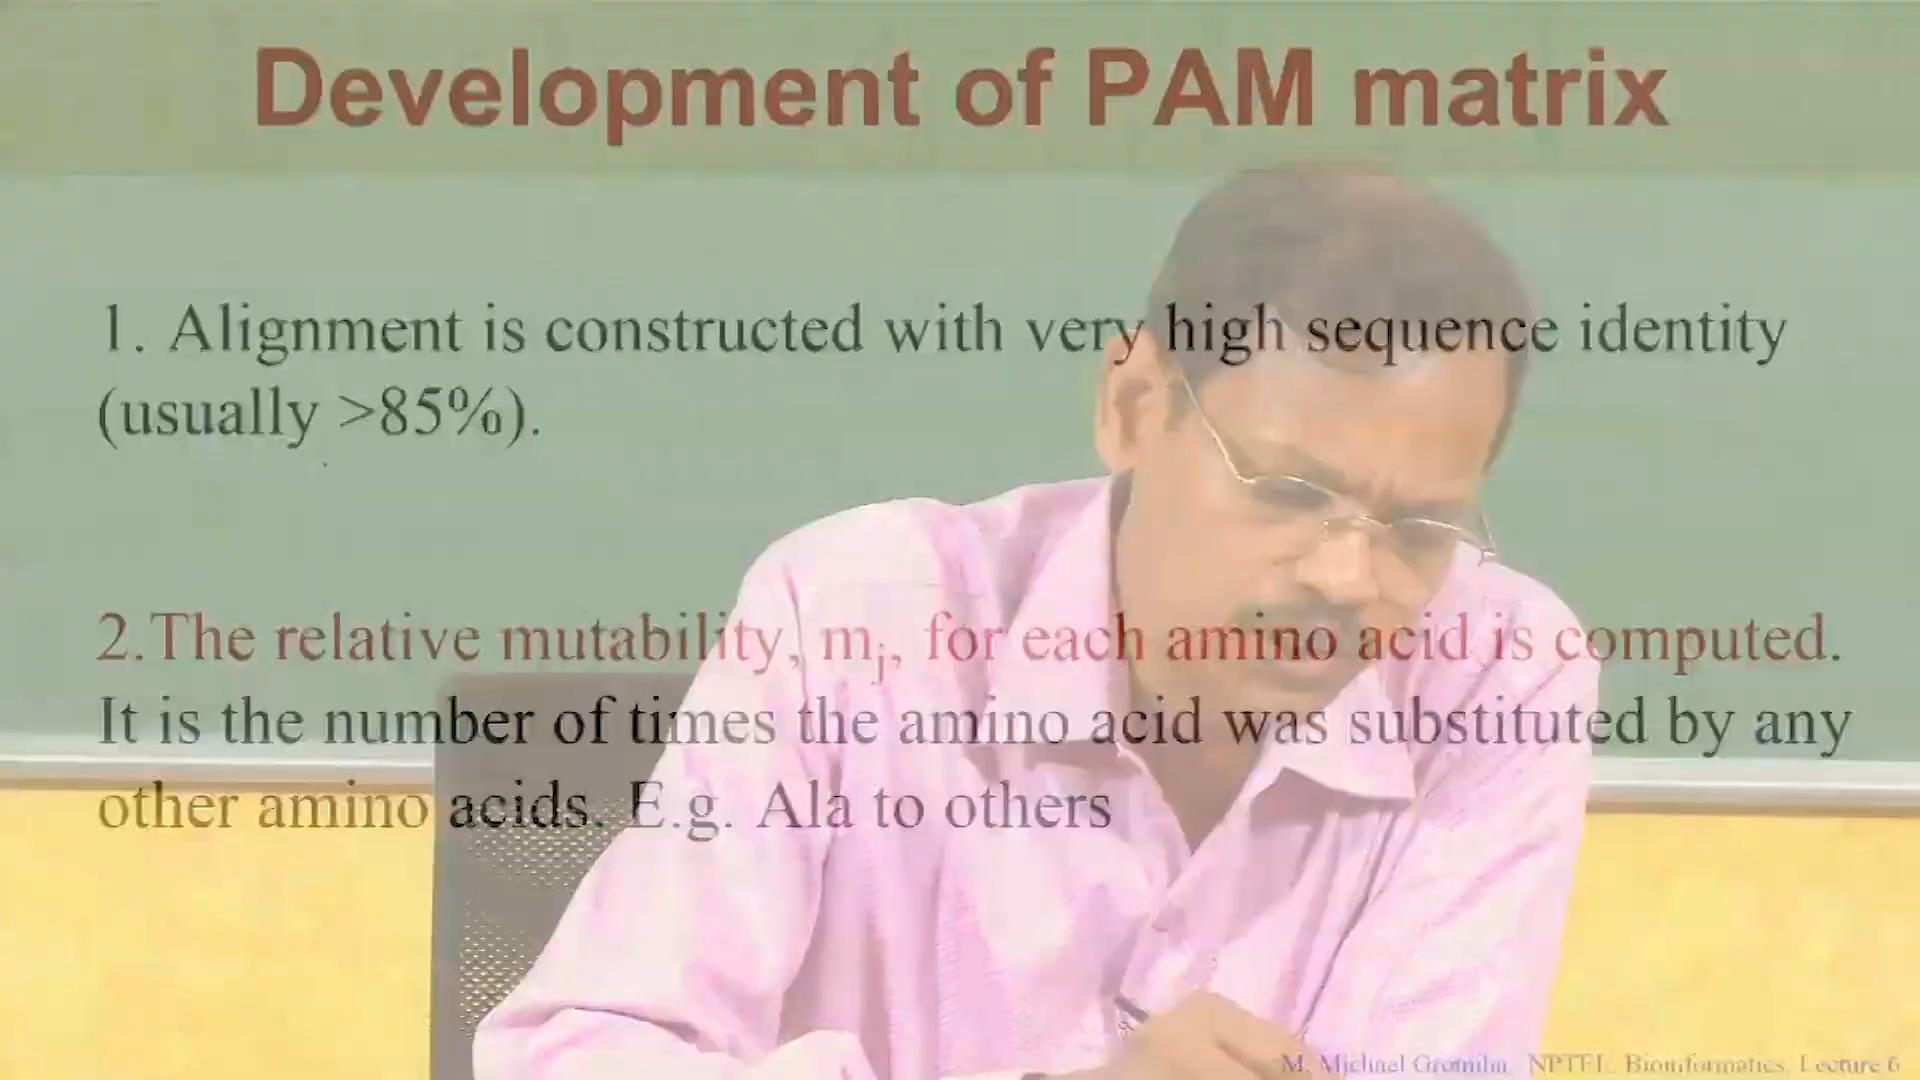 Development of PAM matrix
1. Alignment is constructed with very high sequence identity
(usually >85%).
2.The relative mutability, mj, for each amino acid is computed.
It is the number of times the amino acid was substituted by any
other amino acids. E.g. Ala to others
M. Michael Gromiha, NPTEL, Bioinformatics, Lecture 6